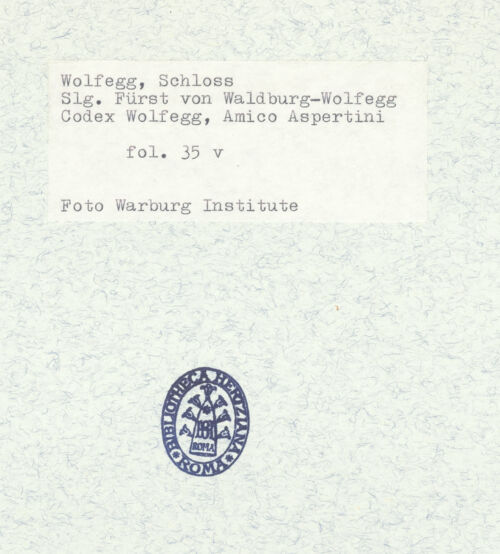 Wolfegg, Schloss
Slg. Fürst von Waldburg-Wolfegg
Codex Wolfegg, Amico Aspertini
fol. 35 v
Foto Warburg Institute
BIBLIOTHECA HERTZIANA
ROMA
*ROMA*